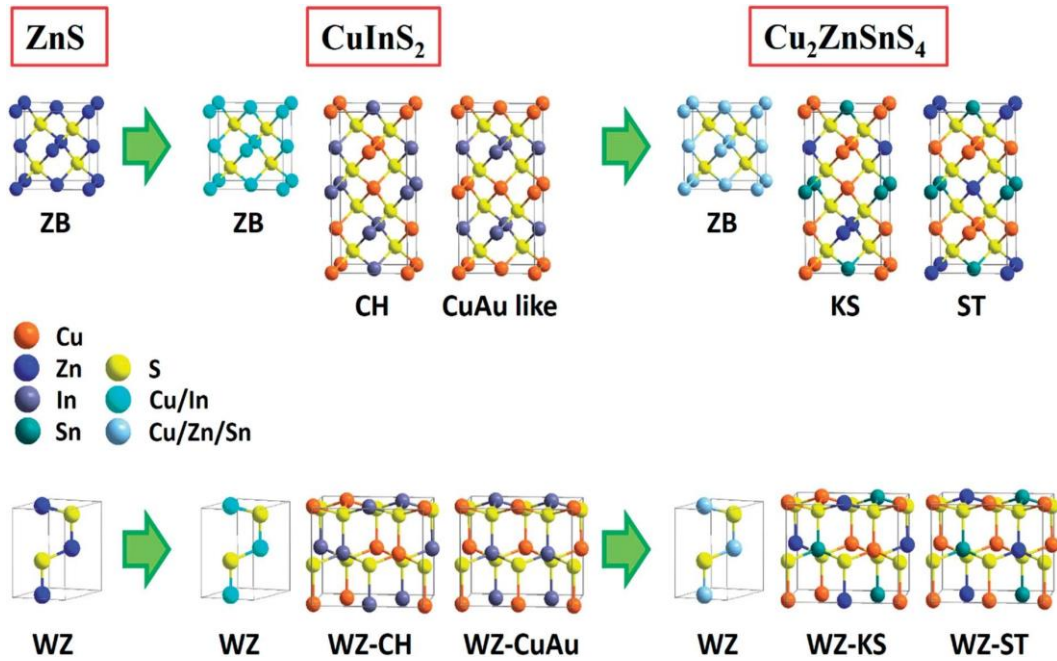 ZnS
CuInS₂
Cu₂ZnSnS₄
ZB
ZB
CH
CuAu like
ZB
KS
ST
Cu
Zn
S
In
Cu/In
Sn
Cu/Zn/Sn
WZ
WZ
WZ-CH
WZ-CuAu
WZ
WZ-KS
WZ-ST